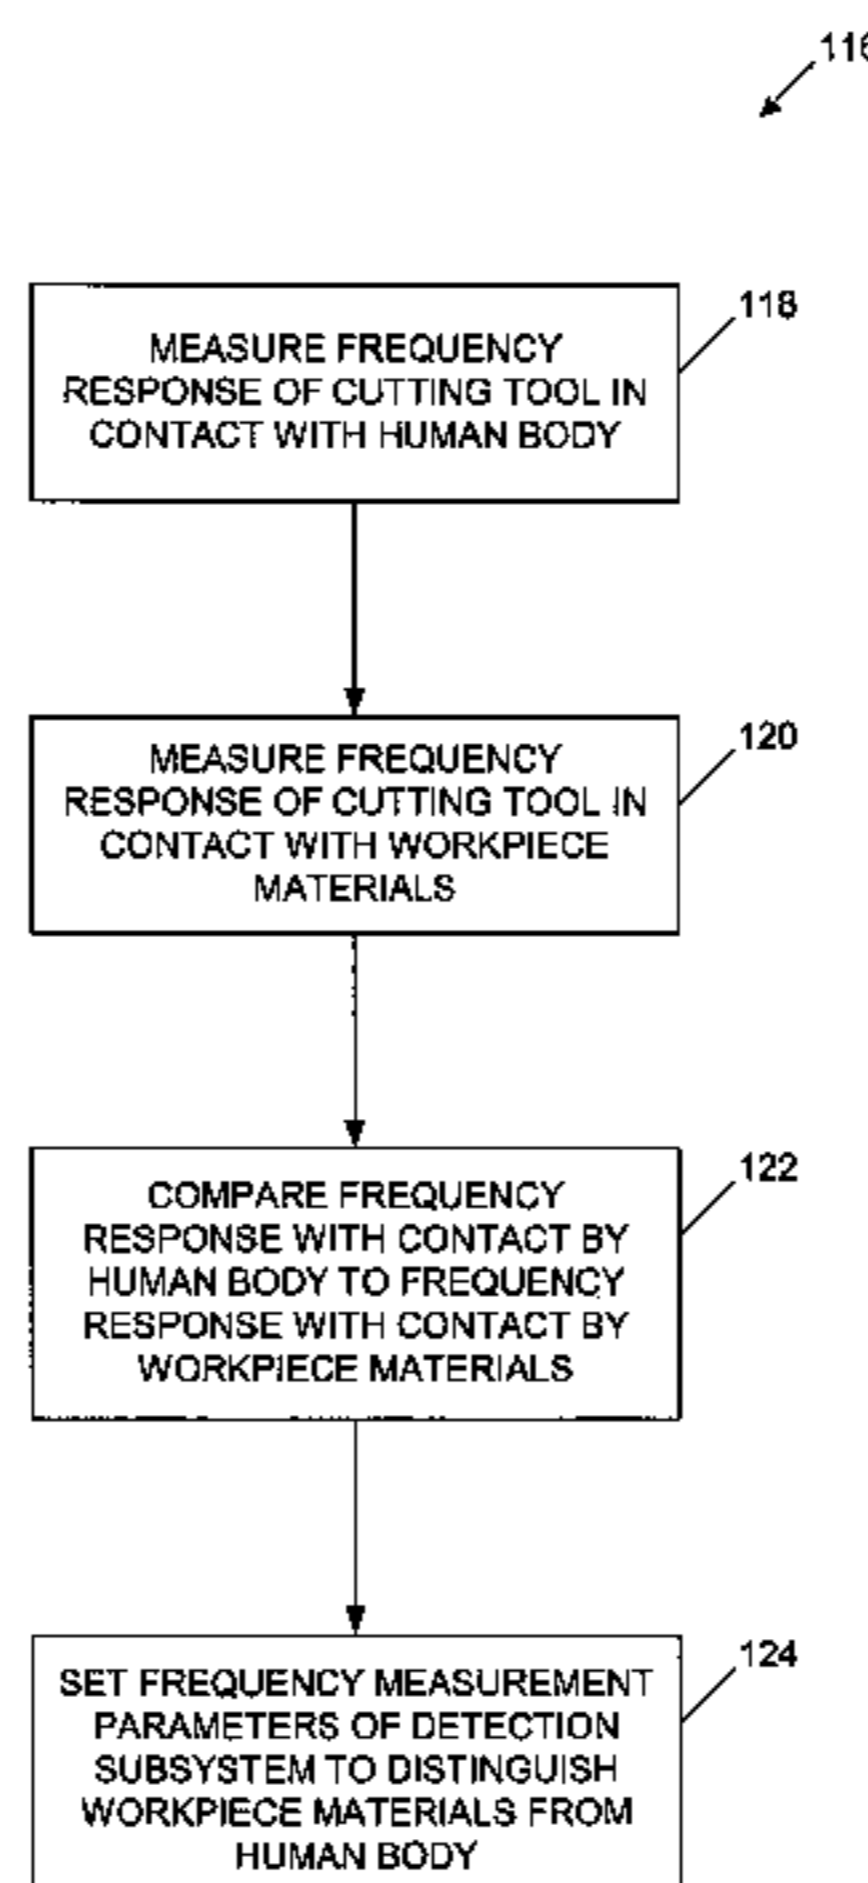 116
118
MEASURE FREQUENCY
RESPONSE OF CUTTING TOOL IN
CONTACT WITH HUMAN BODY
120
MEASURE FREQUENCY
RESPONSE OF CUTTING TOOL IN
CONTACT WITH WORKPIECE
MATERIALS
122
COMPARE FREQUENCY
RESPONSE WITH CONTACT BY
HUMAN BODY TO FREQUENCY
RESPONSE WITH CONTACT BY
WORKPIECE MATERIALS
124
SET FREQUENCY MEASUREMENT
PARAMETERS OF DETECTION
SUBSYSTEM TO DISTINGUISH
WORKPIECE MATERIALS FROM
HUMAN BODY